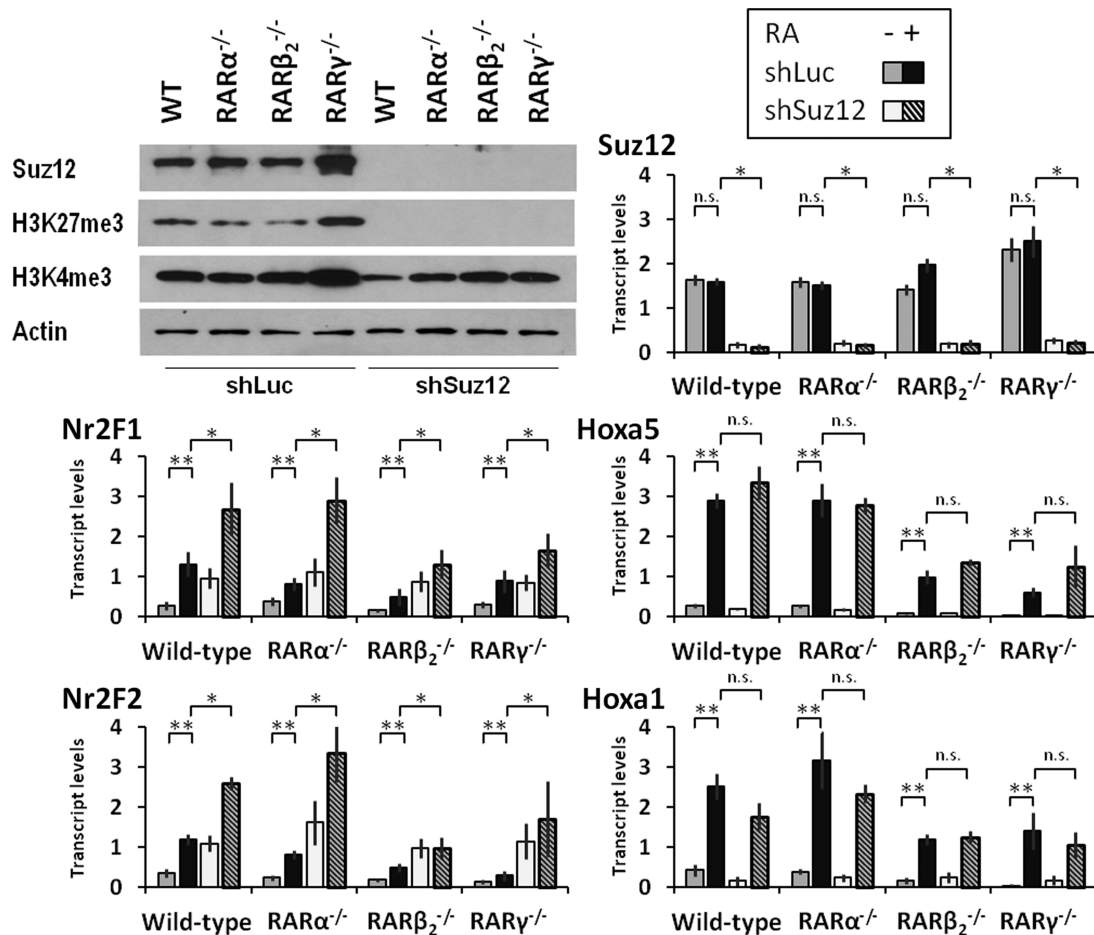 WT
RARα-/-
RARβ2-/-
RARγ-/-
WT
RARα-/-
RARβ2-/-
RARγ-/-
Suz12
H3K27me3
H3K4me3
Actin
shLuc
shSuz12
RA - +
shLuc
shSuz12
Suz12
Transcript levels
4
3
2
1
0
n.s.
*
n.s.
*
n.s.
*
n.s.
*
Wild-type RARα-/- RARβ2-/- RARγ-/-
Nr2F1
Transcript levels
4
3
2
1
0
**
*
**
*
**
*
**
*
Wild-type RARα-/- RARβ2-/- RARγ-/-
Hoxa5
Transcript levels
4
3
2
1
0
**
n.s.
**
n.s.
**
n.s.
**
n.s.
Wild-type RARα-/- RARβ2-/- RARγ-/-
Nr2F2
Transcript levels
4
3
2
1
0
**
*
**
*
**
*
**
*
Wild-type RARα-/- RARβ2-/- RARγ-/-
Hoxa1
Transcript levels
4
3
2
1
0
**
n.s.
**
n.s.
**
n.s.
**
n.s.
Wild-type RARα-/- RARβ2-/- RARγ-/-